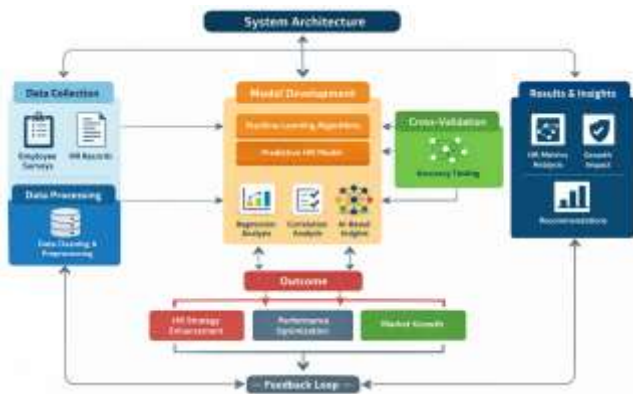 System Architecture
Data Collection
Employee
Surveys
HR Records
Data Processing
Data Cleaning &
Preprocessing
Model Development
Machine Learning Algorithms
Predictive HR Model
Regression
Analysis
Correlation
Analysis
AI-Based
Insights
Cross-Validation
Accuracy Testing
Results & Insights
HR Metrics
Analysis
Growth
Impact
Recommendations
Outcome
HR Strategy
Enhancement
Performance
Optimization
Market Growth
Feedback Loop